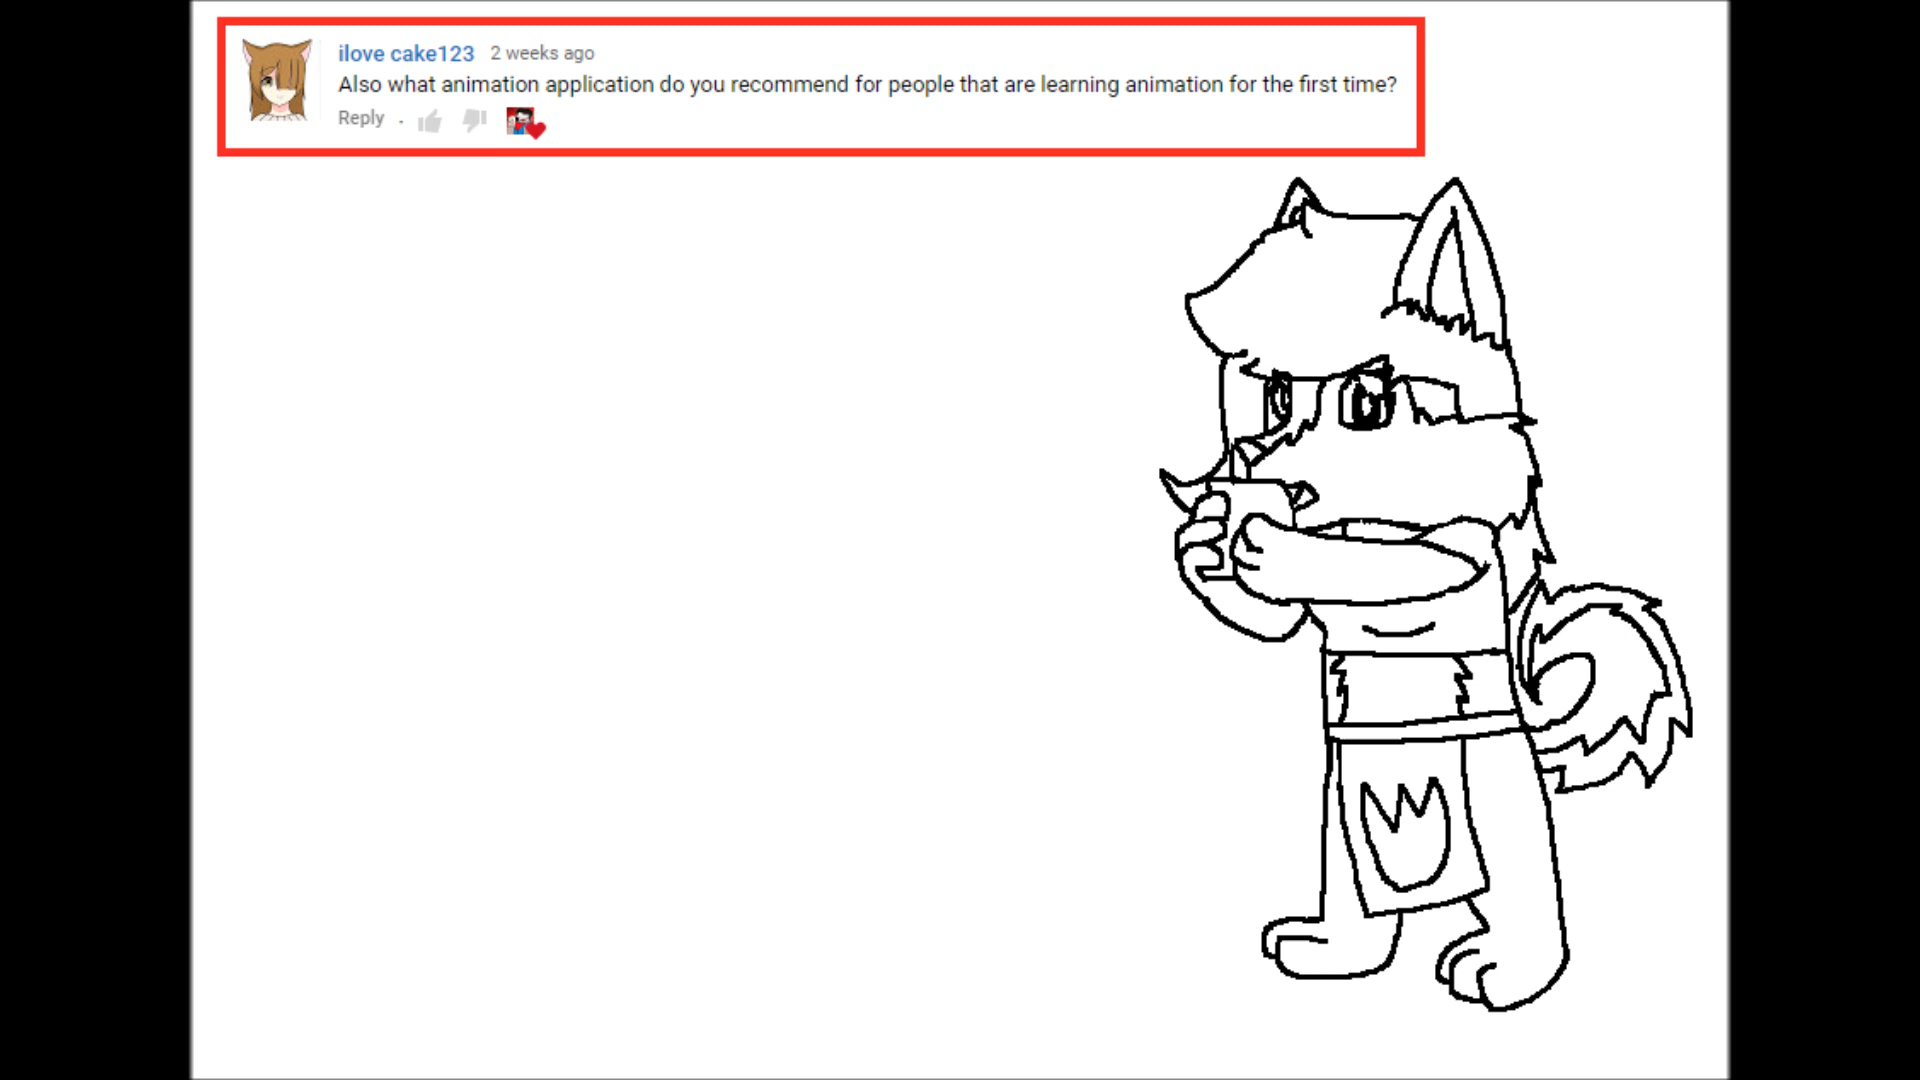 ilove cake123 2 weeks ago
Also what animation application do you recommend for people that are learning animation for the first time?
Reply